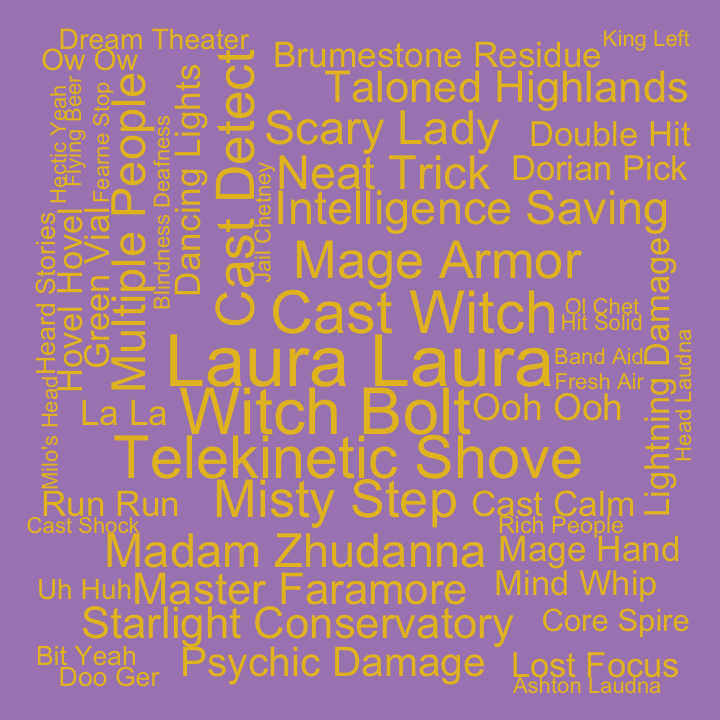 Dream Theater
King Left
Ow Ow
Brumestone Residue
Taloned Highlands
Hectic Yeah
Flying Beer
Fearne Stop
Multiple People
Blindness Deafness
Dancing Lights
Cast Detect
Jail Chetney
Scary Lady
Double Hit
Neat Trick
Dorian Pick
Intelligence Saving
Heard Stories
Hovel Hovel
Green Vial
Mage Armor
Cast Witch
Ol Chet
Hit Solid
Lightning Damage
Head Laudna
Laura Laura
Band Aid
Fresh Air
Milo's Head
La La
Witch Bolt
Ooh Ooh
Telekinetic Shove
Run Run
Misty Step
Cast Calm
Cast Shock
Rich People
Madam Zhudanna
Mage Hand
Uh Huh
Master Faramore
Mind Whip
Starlight Conservatory
Core Spire
Bit Yeah
Psychic Damage
Lost Focus
Doo Ger
Ashton Laudna